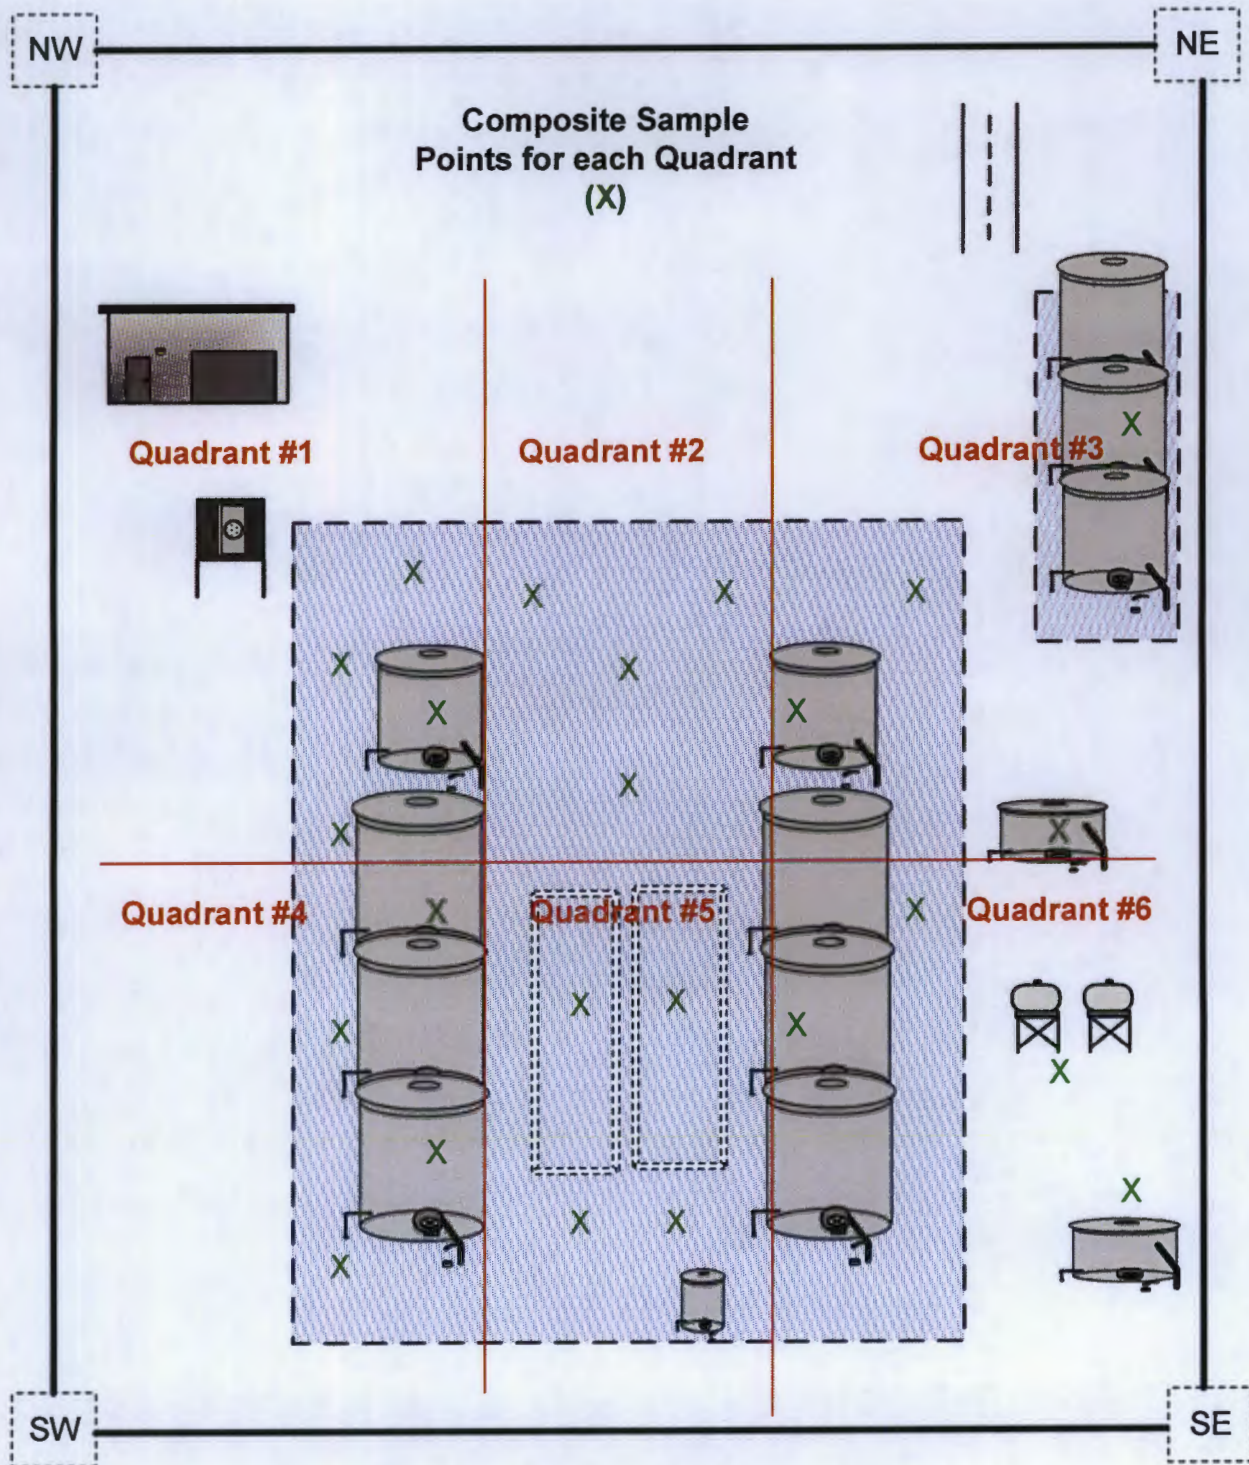 NW
NE
Composite Sample
Points for each Quadrant
(X)
Quadrant #1
Quadrant #2
Quadrant #3
X
X
X
X
X
X
X
X
X
X
X
X
X
Quadrant #4
Quadrant #5
Quadrant #6
X
X
X
X
X
X
X
X
X
X
X
X
SW
SE